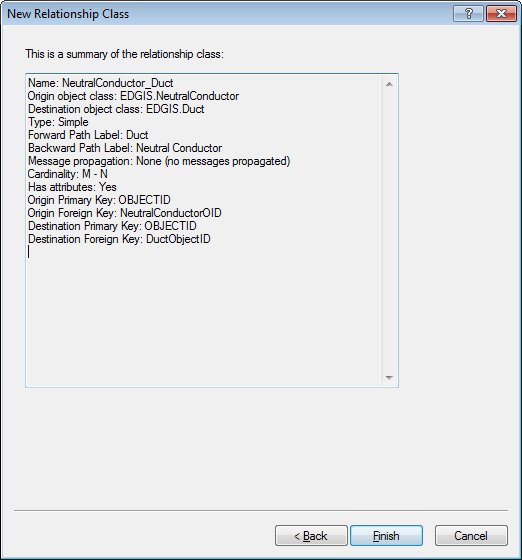 New Relationship Class
?
This is a summary of the relationship class:
Name: NeutralConductor_Duct
Origin object class: EDGIS.NeutralConductor
Destination object class: EDGIS.Duct
Type: Simple
Forward Path Label: Duct
Backward Path Label: Neutral Conductor
Message propagation: None (no messages propagated)
Cardinality: M - N
Has attributes: Yes
Origin Primary Key: OBJECTID
Origin Foreign Key: NeutralConductorOID
Destination Primary Key: OBJECTID
Destination Foreign Key: DuctObjectID
< Back Finish Cancel